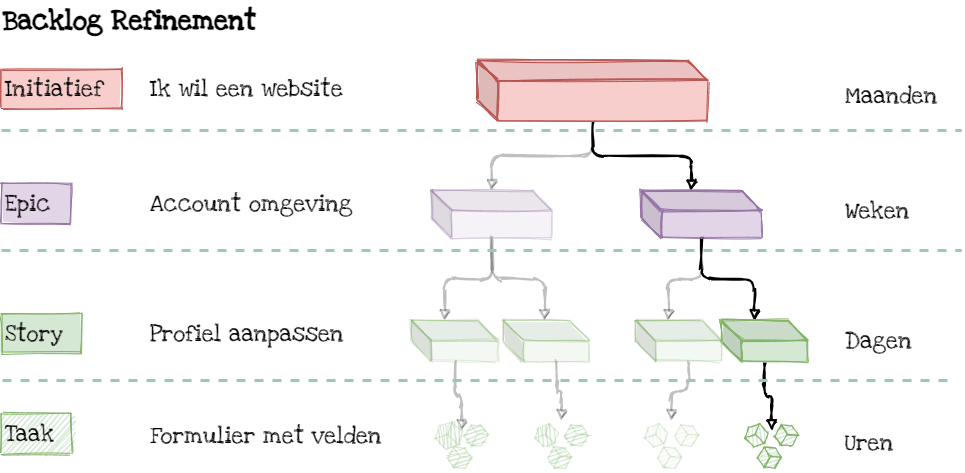 Backlog Refinement
Initiatief Ik wil een website Maanden
Epic Account omgeving Weken
Story Profiel aanpassen Dagen
Taak Formulier met velden Uren